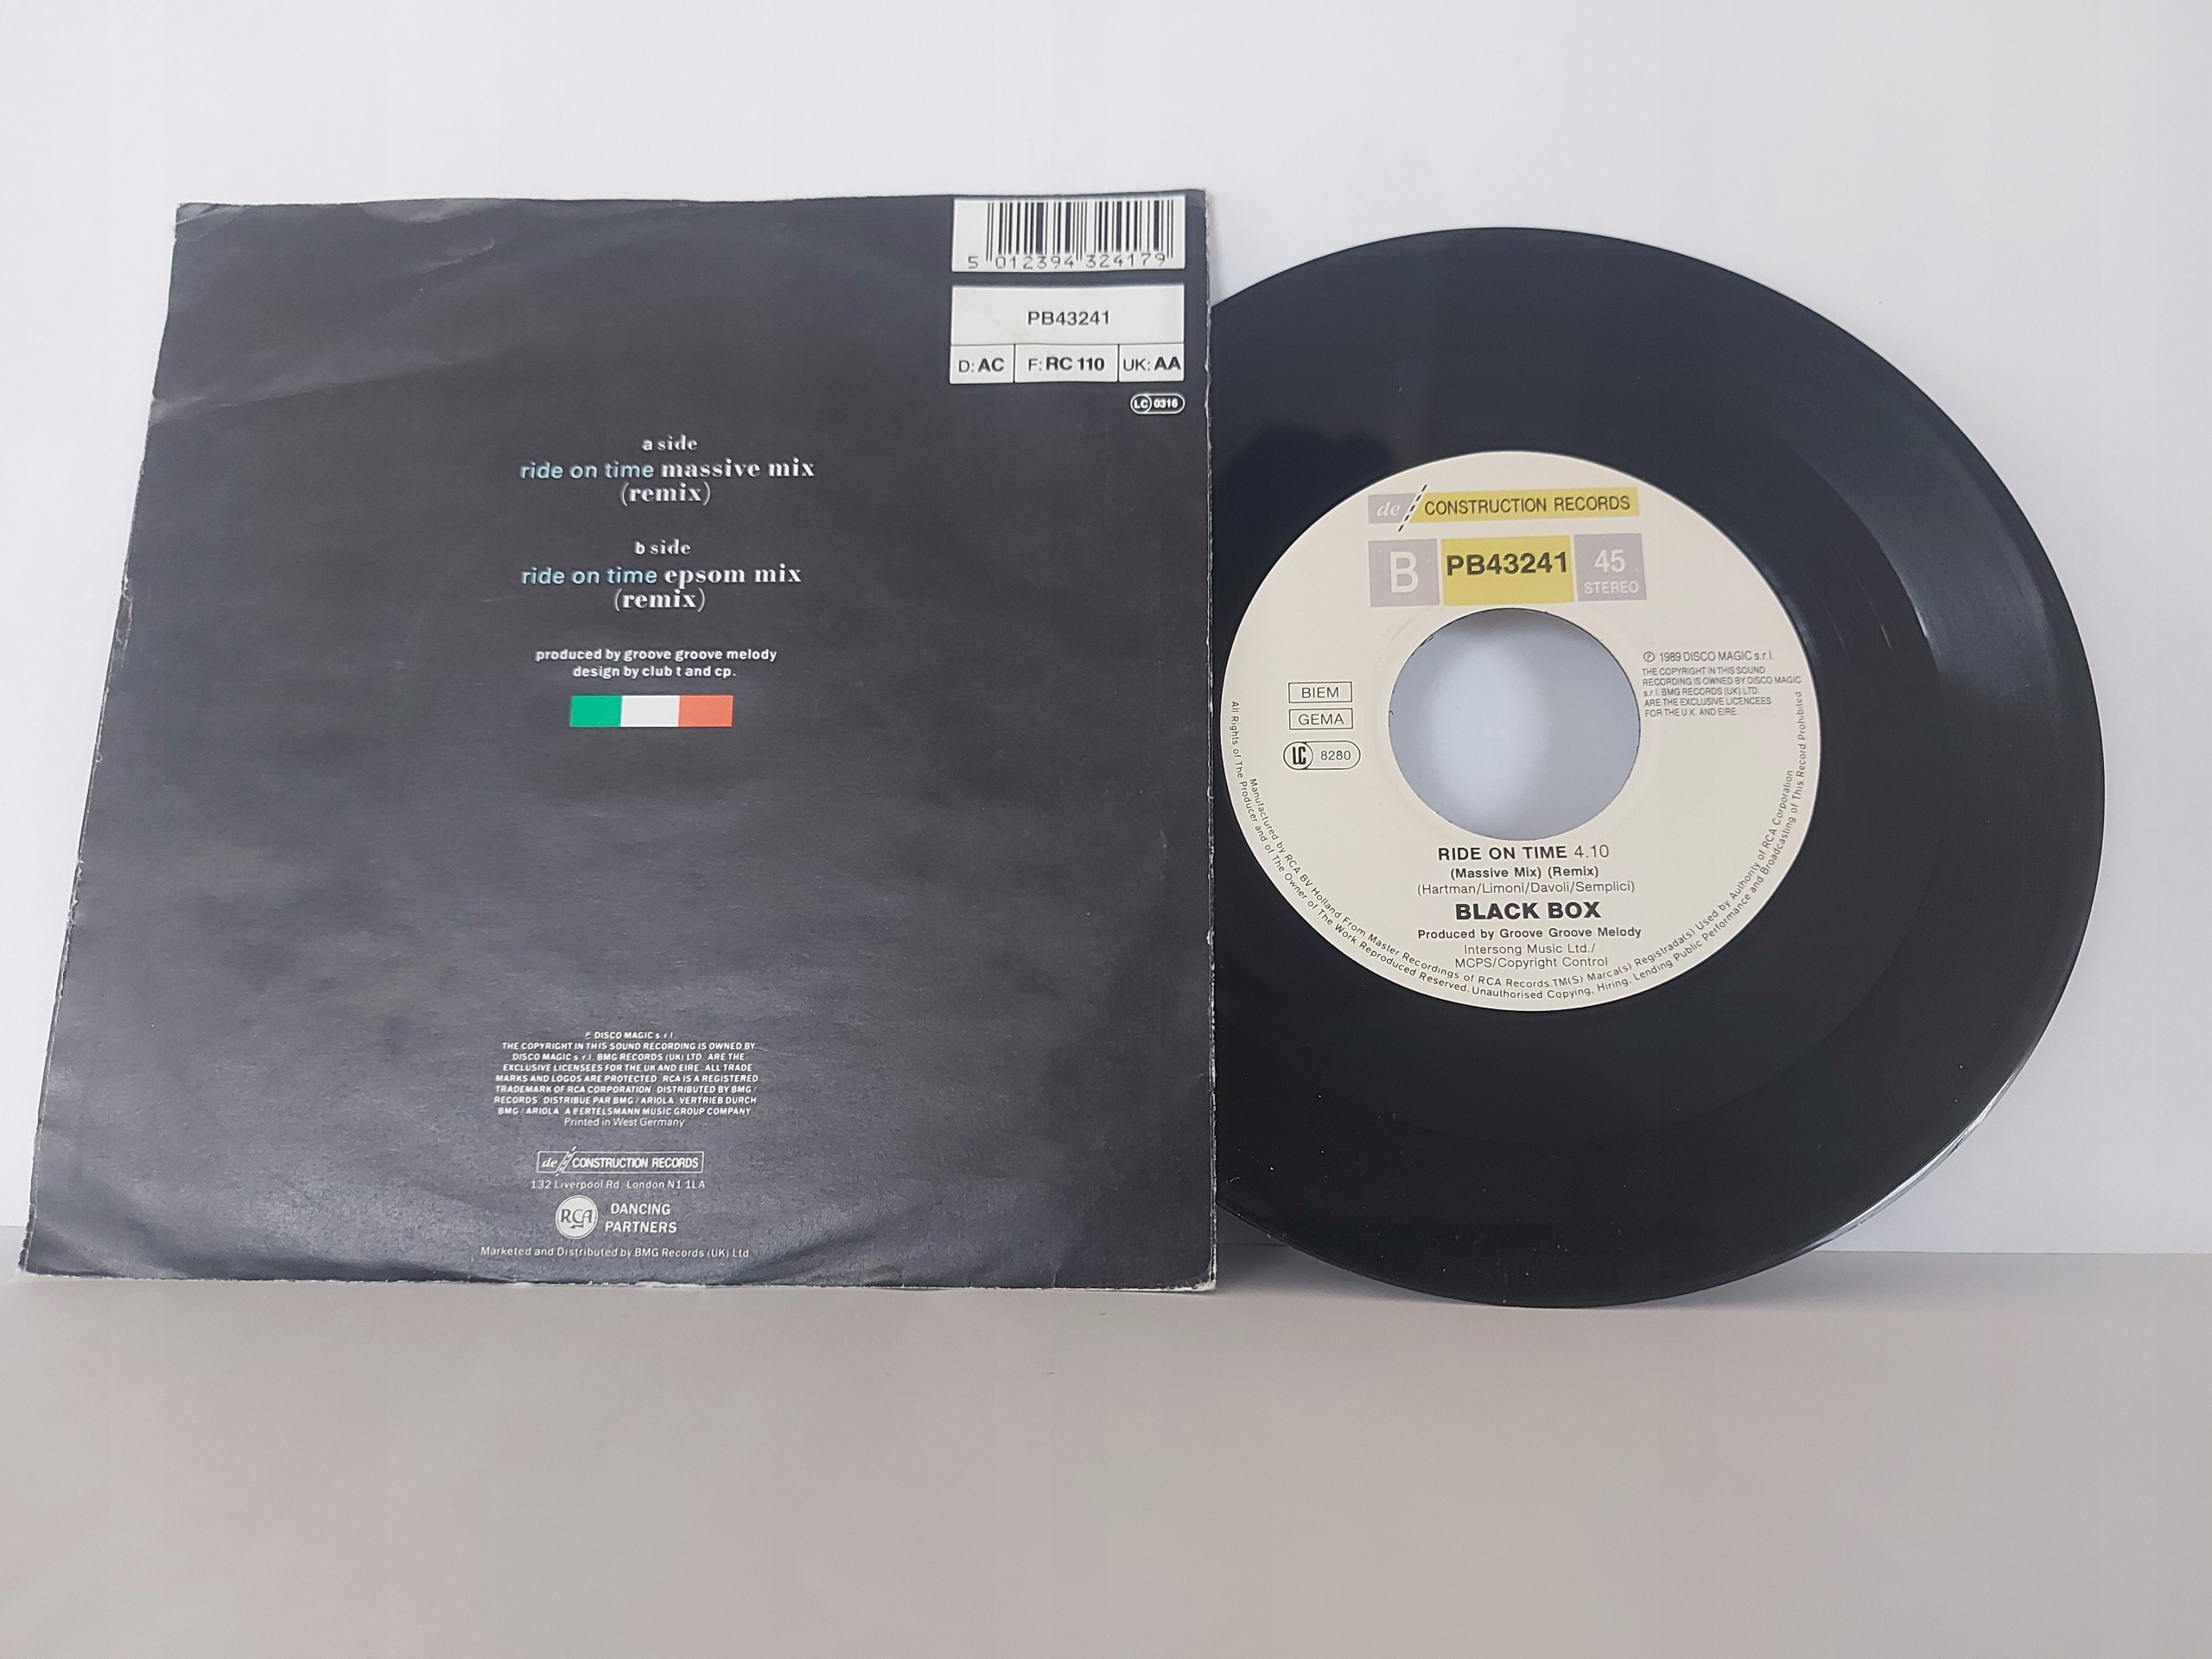 5 012394 324179
PB43241
D: AC F: RC 110 UK: AA
LC 0316
a side
ride on time massive mix
(remix)
b side
ride on time epsom mix
(remix)
produced by groove groove melody
design by club t and cp.
℗ DISCO MAGIC s.r.l.
THE COPYRIGHT IN THIS SOUND RECORDING IS OWNED BY
DISCO MAGIC s.r.l. BMG RECORDS (UK) LTD. ARE THE
EXCLUSIVE LICENSEES FOR THE UK AND EIRE. ALL TRADE
MARKS AND LOGOS ARE PROTECTED. RCA IS A REGISTERED
TRADEMARK OF RCA CORPORATION. DISTRIBUTED BY BMG/
RECORDS. DISTRIBUE PAR BMG/ARIOLA. VERTRIEB DURCH
BMG/ARIOLA. A BERTELSMANN MUSIC GROUP COMPANY
Printed in West Germany
de/CONSTRUCTION RECORDS
132 Liverpool Rd. London N1 1LA
RCA DANCING
PARTNERS
Marketed and Distributed by BMG Records (UK) Ltd
de/CONSTRUCTION RECORDS
B PB43241 45
STEREO
℗ 1989 DISCO MAGIC s.r.l.
THE COPYRIGHT IN THIS SOUND
RECORDING IS OWNED BY DISCO MAGIC
s.r.l. BMG RECORDS (UK) LTD.
ARE THE EXCLUSIVE LICENCEES
FOR THE U.K. AND EIRE.
BIEM
GEMA
LC 8280
RIDE ON TIME 4.10
(Massive Mix) (Remix)
(Hartman/Limoni/Davoli/Semplici)
BLACK BOX
Produced by Groove Groove Melody
Intersong Music Ltd./
MCPS/Copyright Control
Manufactured by RCA BV Holland From Master Recordings of RCA Records.TM(S) Marca(s) Registrada(s) Used by Authority of RCA Corporation
All Rights of The Producer and of The Owner of The Work Reproduced Reserved. Unauthorised Copying, Hiring, Lending Public Performance and Broadcasting of This Record Prohibited